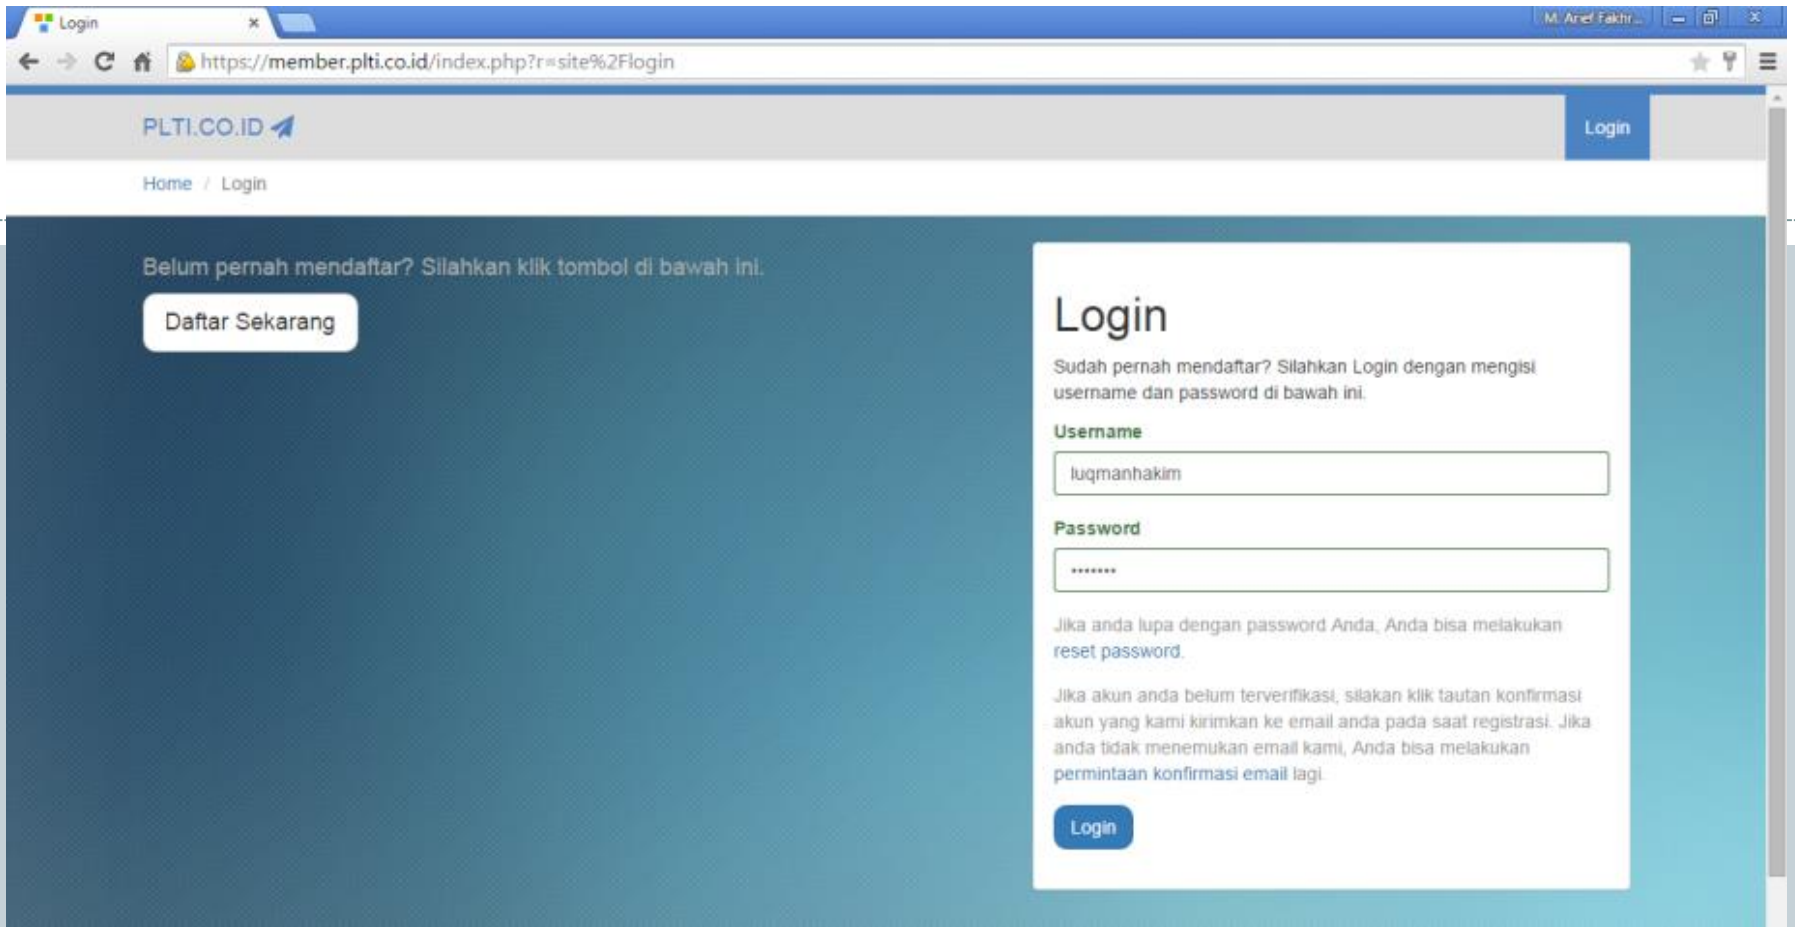 Login
M. Arief Fakhr...
https://member.plti.co.id/index.php?r=site%2Flogin
PLTI.CO.ID
Login
Home / Login
Belum pernah mendaftar? Silahkan klik tombol di bawah ini.
Daftar Sekarang
Login
Sudah pernah mendaftar? Silahkan Login dengan mengisi
username dan password di bawah ini.
Username
luqmanhakim
Password
•••••••
Jika anda lupa dengan password Anda, Anda bisa melakukan
reset password.
Jika akun anda belum terverifikasi, silakan klik tautan konfirmasi
akun yang kami kirimkan ke email anda pada saat registrasi. Jika
anda tidak menemukan email kami, Anda bisa melakukan
permintaan konfirmasi email lagi.
Login